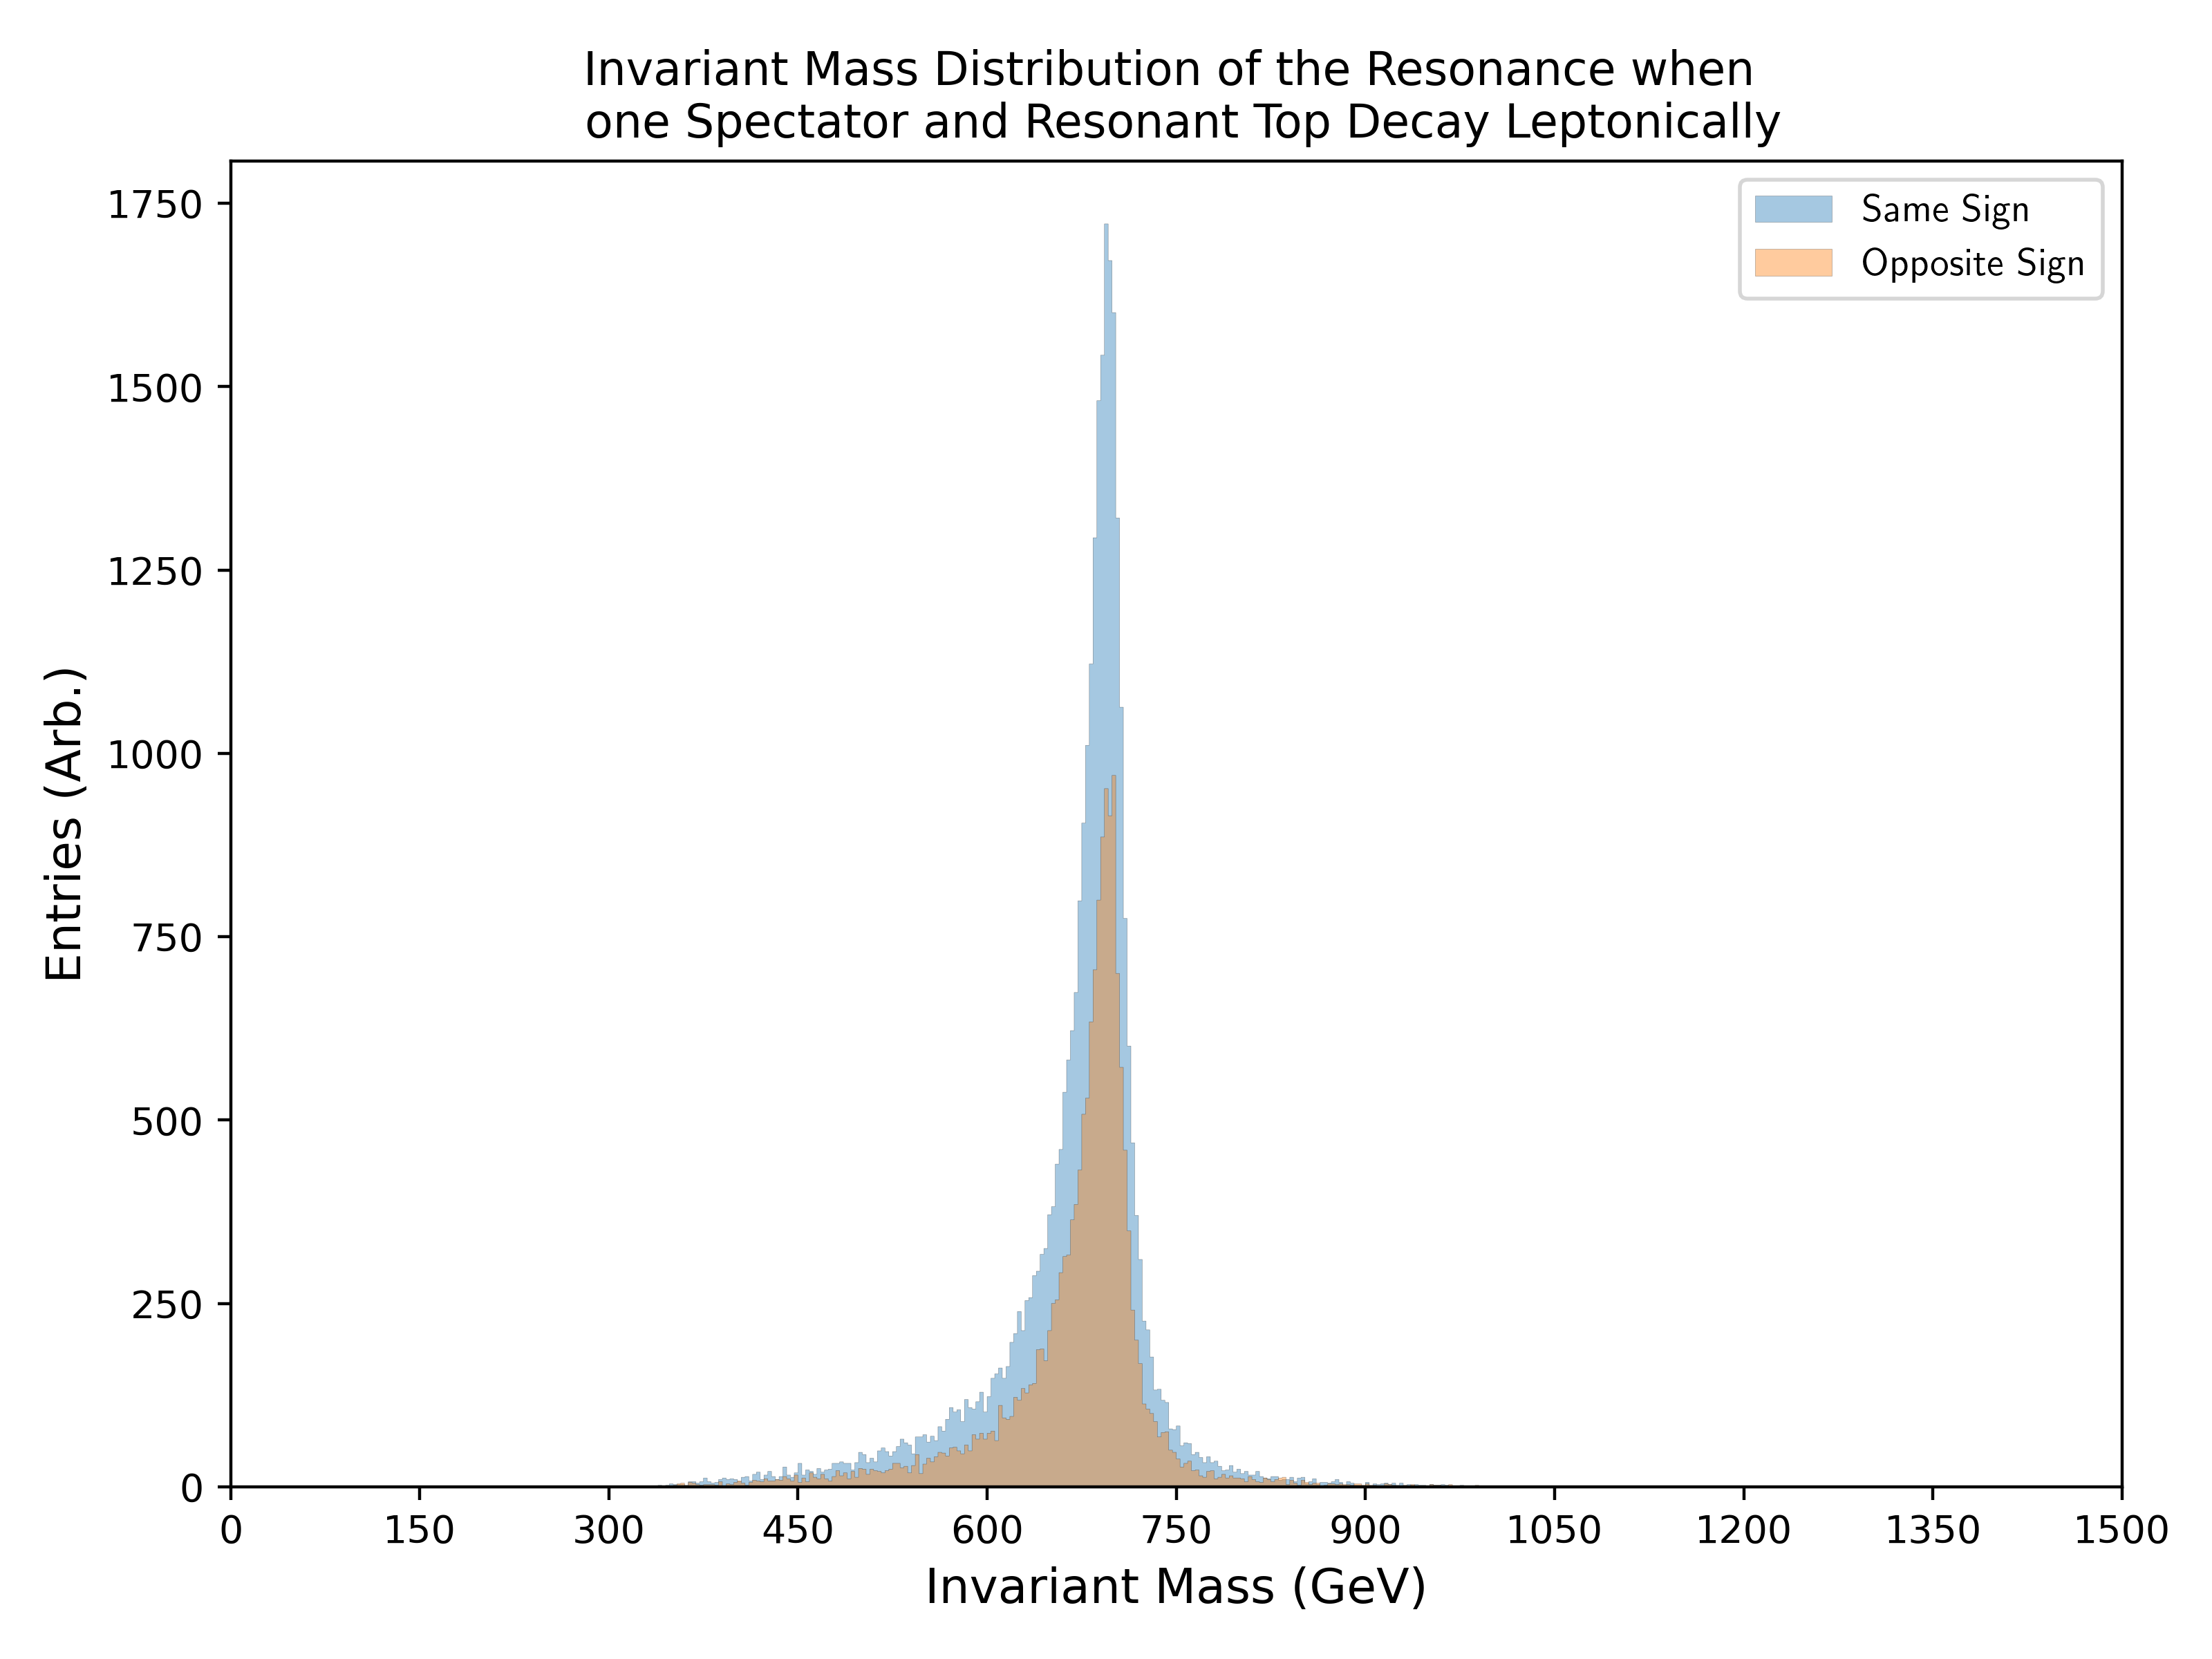 Invariant Mass Distribution of the Resonance when
one Spectator and Resonant Top Decay Leptonically
Same Sign
Opposite Sign
Entries (Arb.)
1750
1500
1250
1000
750
500
250
0
0 150 300 450 600 750 900 1050 1200 1350 1500
Invariant Mass (GeV)